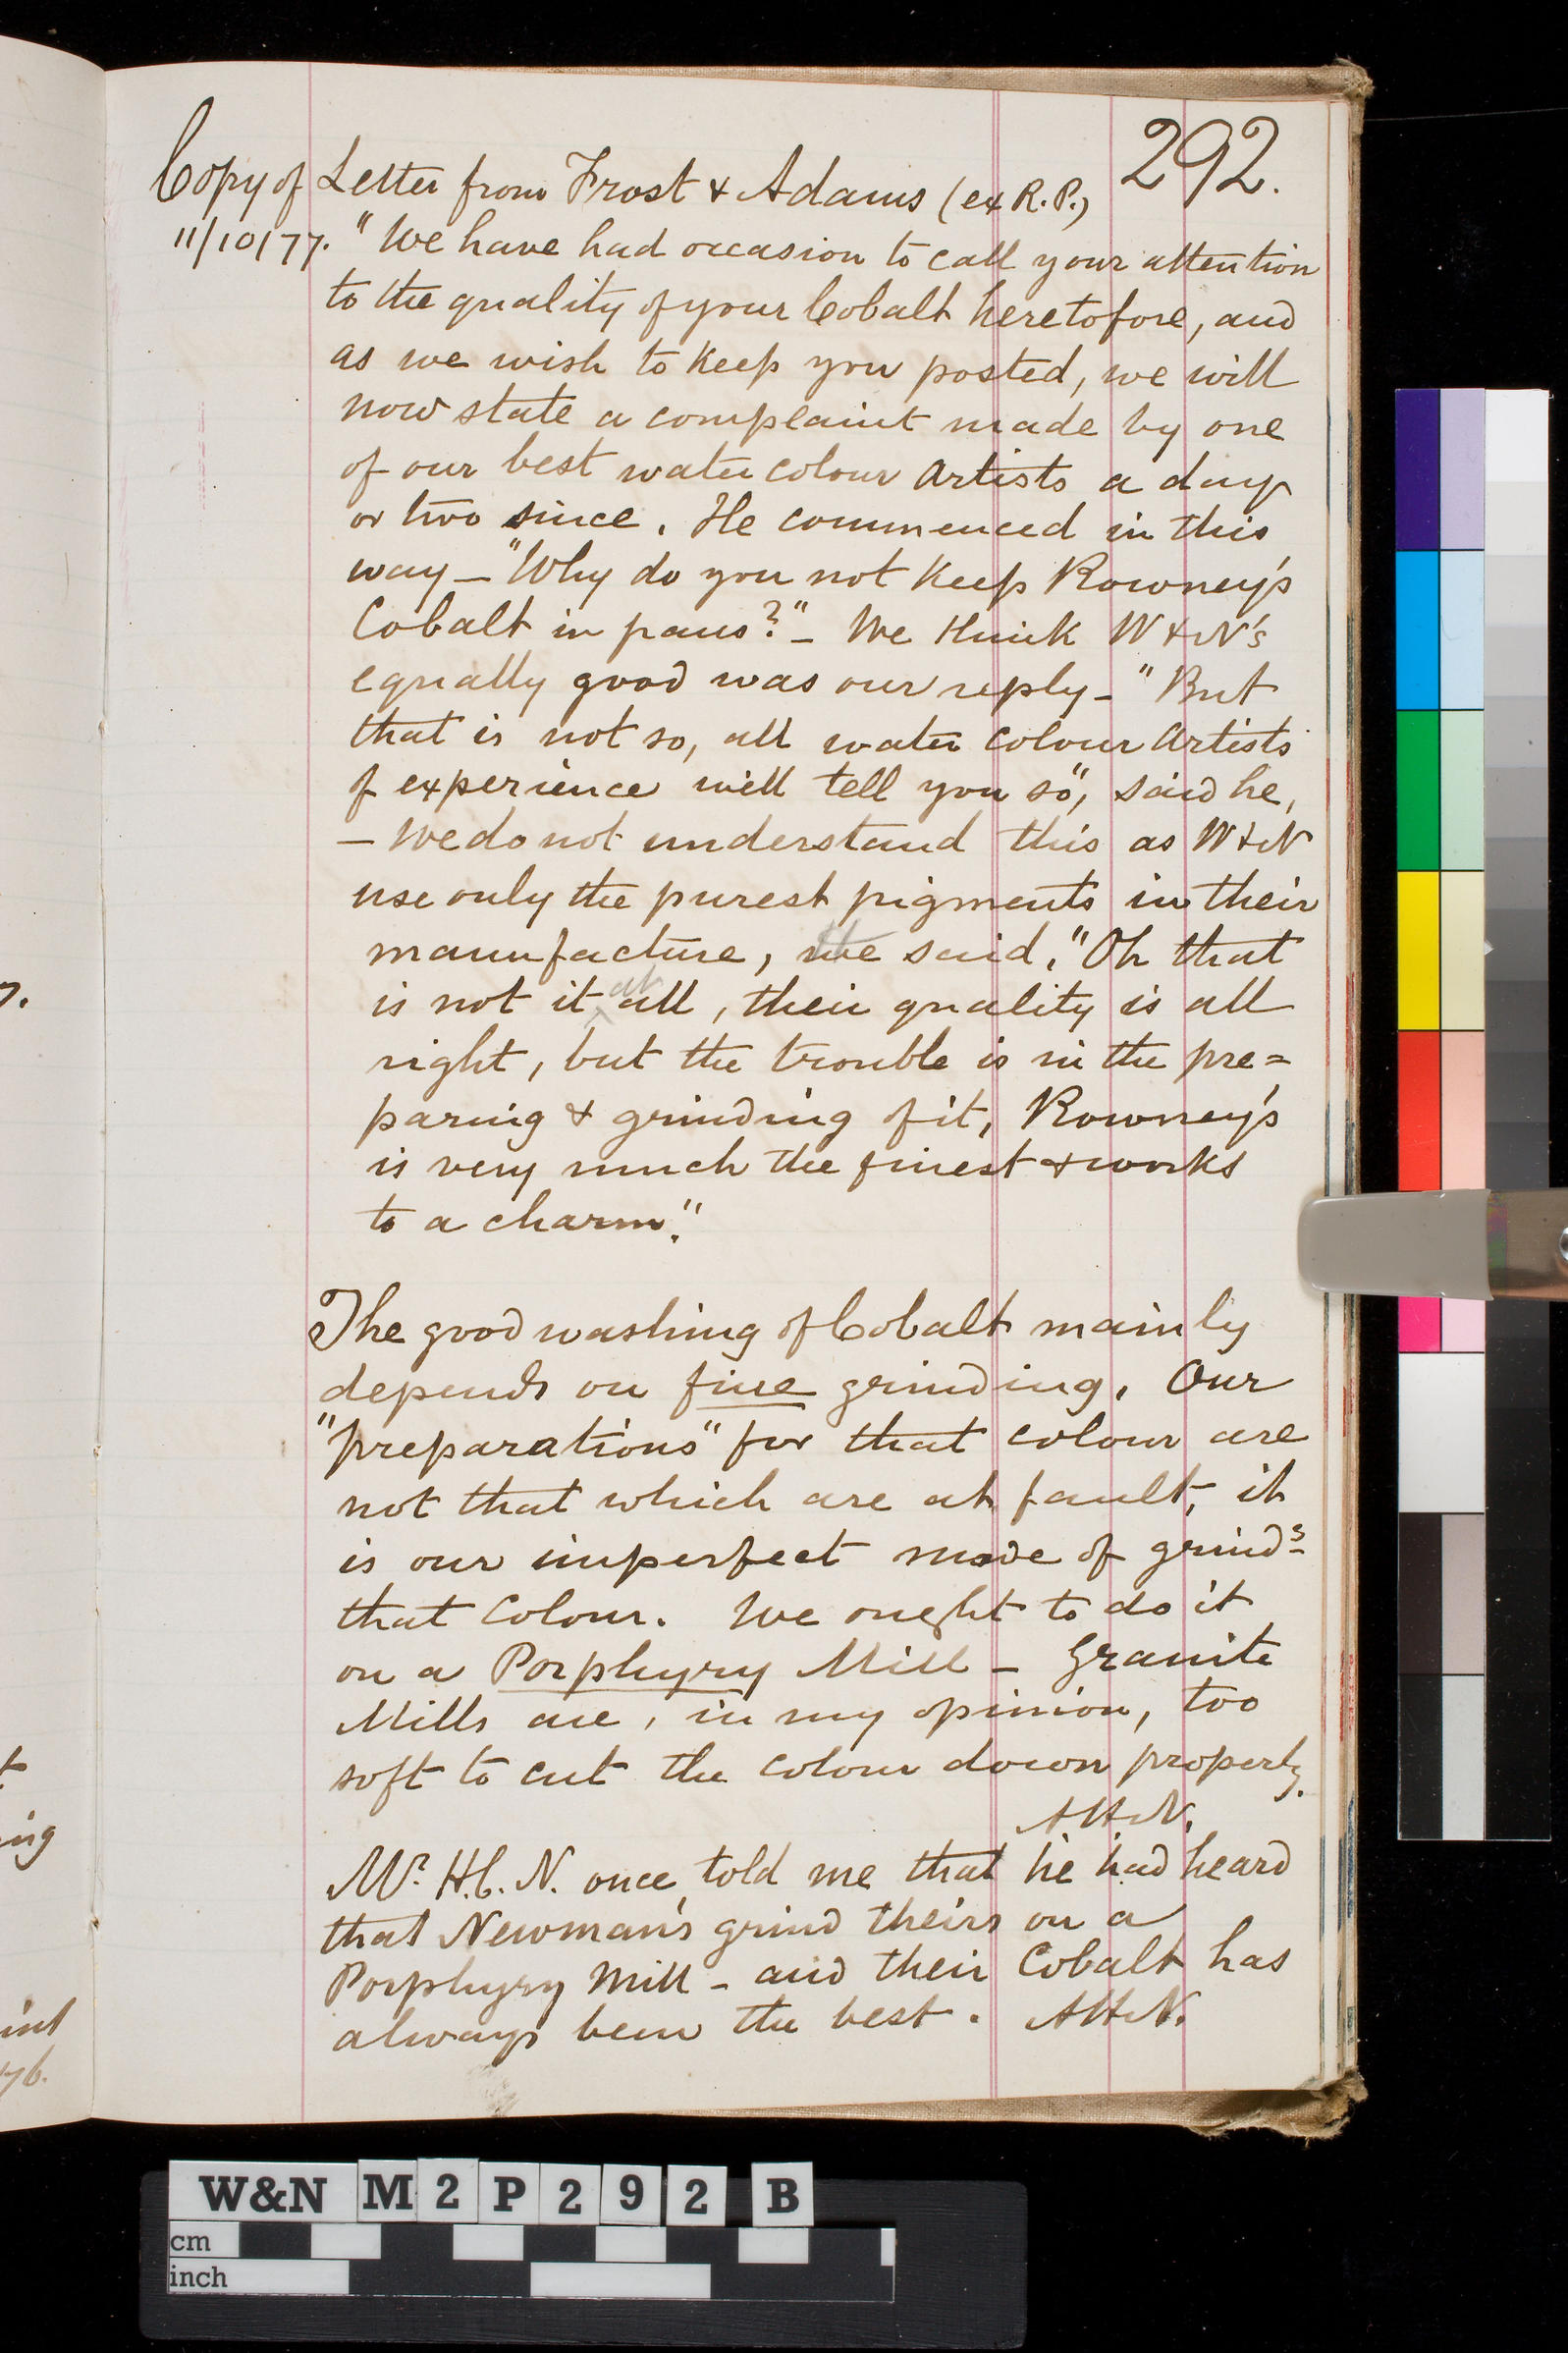 292.
Copy of Letter from Frost & Adams (ex R.P.)
11/10/77. "We have had occasion to call your attention
to the quality of your Cobalt heretofore, and
as we wish to keep you posted, we will
now state a complaint made by one
of our best water colour Artists a day
or two since. He commenced in this
way – "Why do you not keep Rowney's
Cobalt in pans?" – We think W & N's
equally good was our reply – "But
that is not so, all water colour Artists
of experience will tell you so", said he,
– We do not understand this as W & N
use only the purest pigments in their
manufacture, we said, "Oh that
is not it at all, their quality is all
right, but the trouble is in the pre=
paring & grinding of it, Rowney's
is very much the finest & works
to a charm."
The good washing of Cobalt mainly
depends on fine grinding. Our
"preparations" for that colour are
not that which are at fault, it
is our imperfect mode of grindg
that Colour. We ought to do it
on a Porphyry Mill – Granite
Mills are, in my opinion, too
soft to cut the colour down properly.
AHN.
Mr. H.C.N. once told me that he had heard
that Newman's grind theirs on a
Porphyry Mill – and their Cobalt has
always been the best. AHN.
7.
t
ing
int
76.
W&N M2P292 B
cm
inch